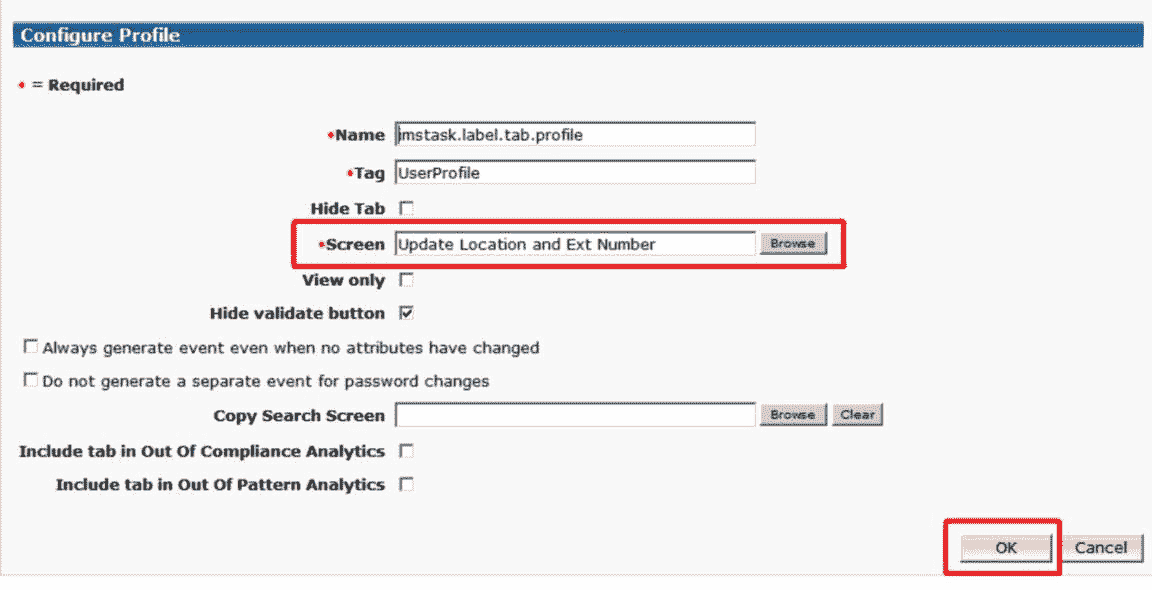 Configure Profile
• = Required
•Name imstask.label.tab.profile
•Tag UserProfile
Hide Tab
•Screen Update Location and Ext Number Browse
View only
Hide validate button
Always generate event even when no attributes have changed
Do not generate a separate event for password changes
Copy Search Screen Browse Clear
Include tab in Out Of Compliance Analytics
Include tab in Out Of Pattern Analytics
OK Cancel